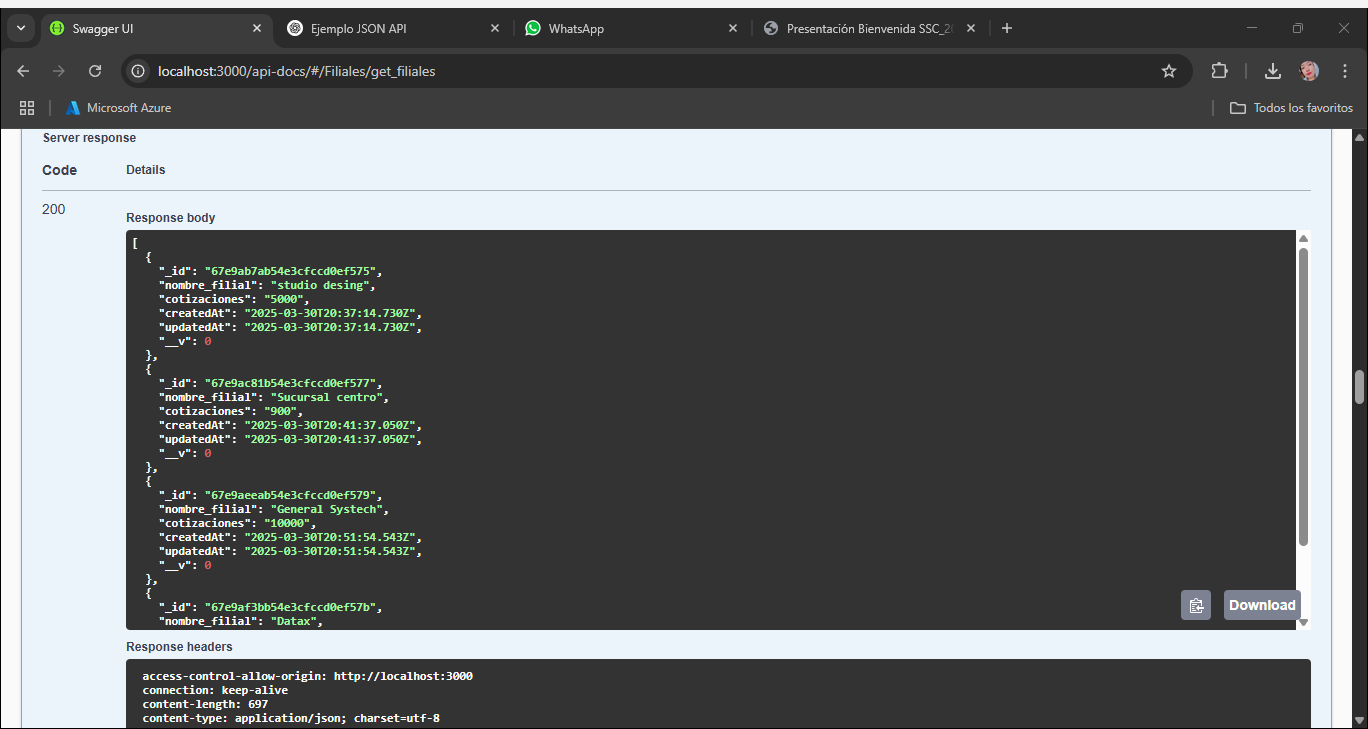 Swagger UI
Ejemplo JSON API
WhatsApp
Presentación Bienvenida SSC_20
localhost:3000/api-docs/#/Filiales/get_filiales
Microsoft Azure
Todos los favoritos
Server response
Code
Details
200
Response body
[
{
"_id": "67e9ab7ab54e3cfccd0ef575",
"nombre_filial": "studio desing",
"cotizaciones": "5000",
"createdAt": "2025-03-30T20:37:14.730Z",
"updatedAt": "2025-03-30T20:37:14.730Z",
"__v": 0
},
{
"_id": "67e9ac81b54e3cfccd0ef577",
"nombre_filial": "Sucursal centro",
"cotizaciones": "900",
"createdAt": "2025-03-30T20:41:37.050Z",
"updatedAt": "2025-03-30T20:41:37.050Z",
"__v": 0
},
{
"_id": "67e9aeeab54e3cfccd0ef579",
"nombre_filial": "General Systech",
"cotizaciones": "10000",
"createdAt": "2025-03-30T20:51:54.543Z",
"updatedAt": "2025-03-30T20:51:54.543Z",
"__v": 0
},
{
"_id": "67e9af3bb54e3cfccd0ef57b",
"nombre_filial": "Datax",
Download
Response headers
access-control-allow-origin: http://localhost:3000
connection: keep-alive
content-length: 697
content-type: application/json; charset=utf-8